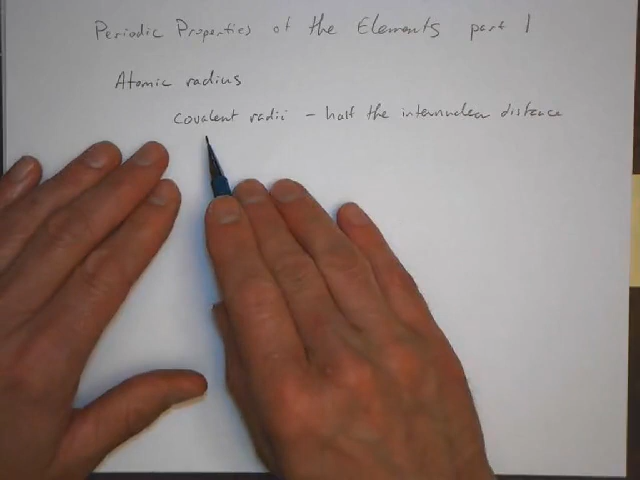 Periodic Properties of the Elements part 1
Atomic radius
covalent radii - half the internuclear distance